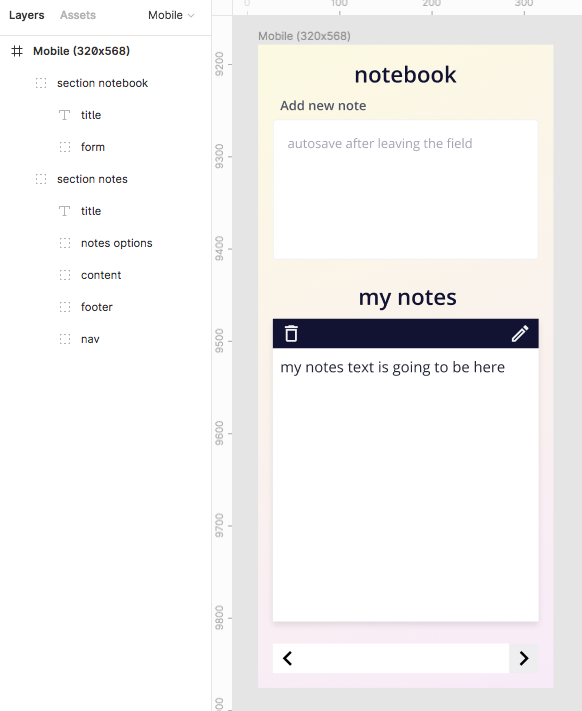 Layers Assets Mobile
0 100 200 300
Mobile (320x568)
section notebook
title
form
section notes
title
notes options
content
footer
nav
9200
9300
9400
9500
9600
9700
9800
Mobile (320x568)
notebook
Add new note
autosave after leaving the field
my notes
my notes text is going to be here